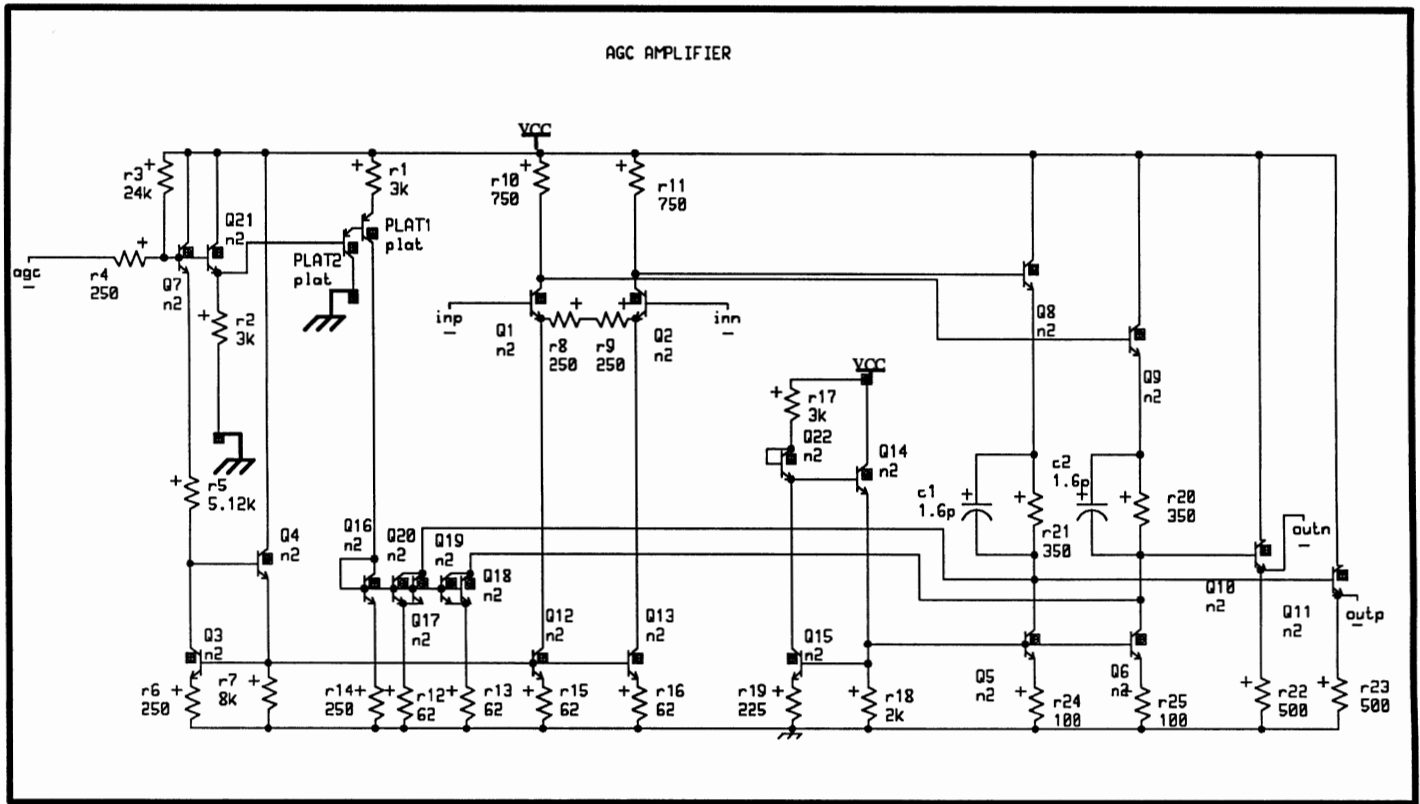 AGC AMPLIFIER
VCC
r3
24k
+
r1
3k
+
r10
750
+
r11
750
+
Q21
n2
PLAT1
plat
PLAT2
plat
agc
r4
250
+
Q7
n2
r2
3k
+
inp
Q1
n2
r8
250
+
r9
250
+
Q2
n2
inn
Q8
n2
VCC
r17
3k
+
Q22
n2
Q14
n2
Q9
n2
r5
5.12k
+
c1
1.6p
+
r21
350
+
c2
1.6p
+
r20
350
+
outn
Q4
n2
Q16
n2
Q20
n2
Q19
n2
Q18
n2
Q17
n2
Q10
n2
Q11
n2
outp
Q3
n2
Q12
n2
Q13
n2
Q15
n2
Q5
n2
Q6
n2
r6
250
+
r7
8k
+
r14
250
+
r12
62
+
r13
62
+
r15
62
+
r16
62
+
r19
225
+
r18
2k
+
r24
100
+
r25
100
+
r22
500
+
r23
500
+